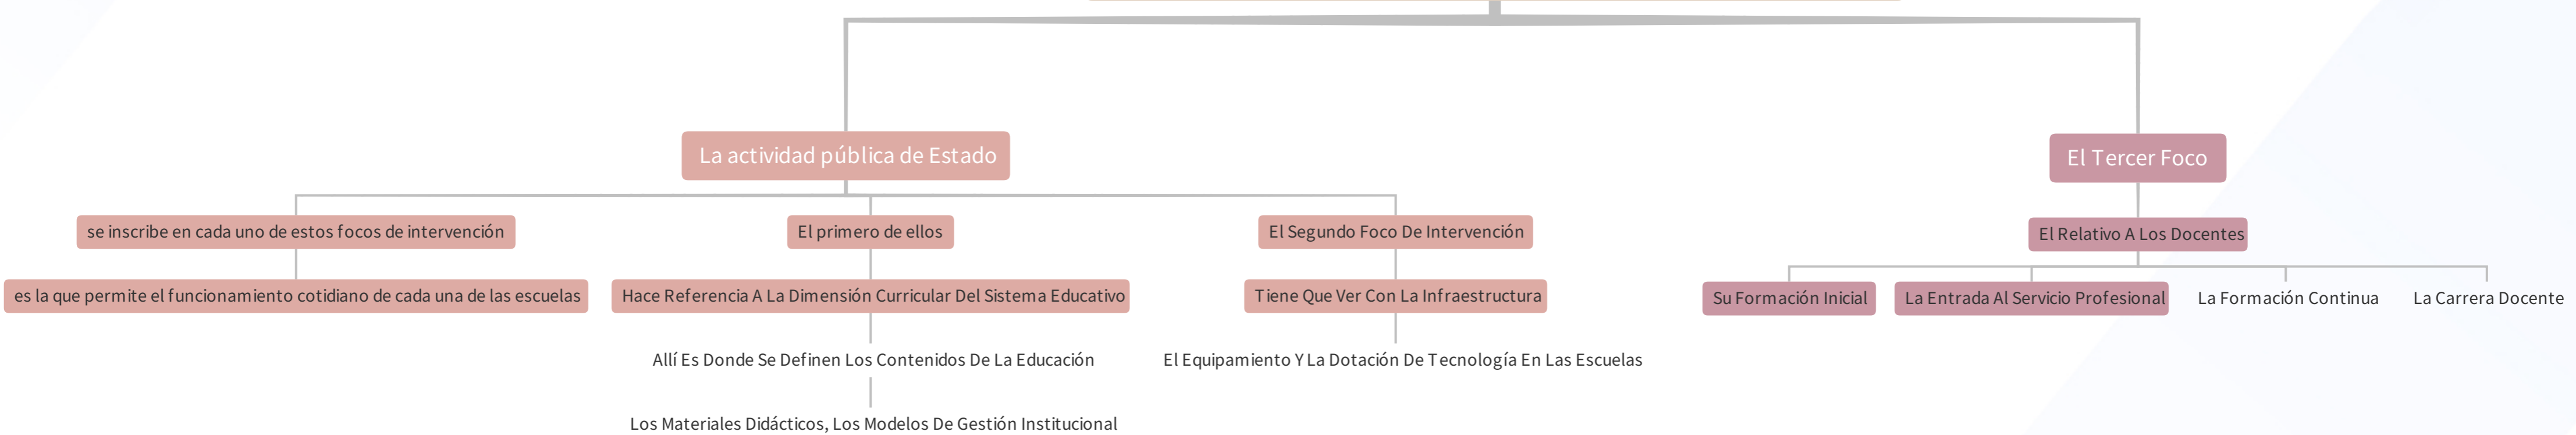 La actividad pública de Estado
El Tercer Foco
se inscribe en cada uno de estos focos de intervención
El primero de ellos
El Segundo Foco De Intervención
El Relativo A Los Docentes
es la que permite el funcionamiento cotidiano de cada una de las escuelas
Hace Referencia A La Dimensión Curricular Del Sistema Educativo
Tiene Que Ver Con La Infraestructura
Su Formación Inicial
La Entrada Al Servicio Profesional
La Formación Continua
La Carrera Docente
Allí Es Donde Se Definen Los Contenidos De La Educación
El Equipamiento Y La Dotación De Tecnología En Las Escuelas
Los Materiales Didácticos, Los Modelos De Gestión Institucional